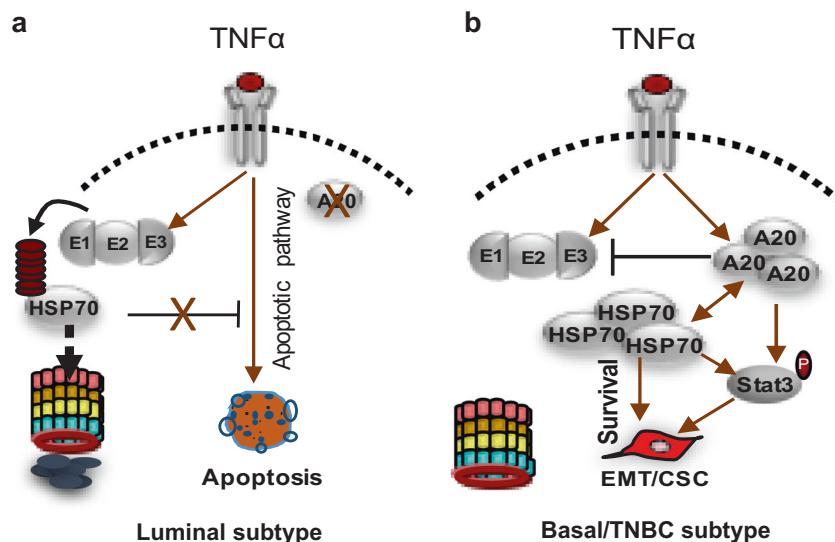 a
TNFα
A20
E1 E2 E3
HSP70
Apoptotic pathway
Apoptosis
Luminal subtype
b
TNFα
E1 E2 E3
A20
A20
A20
HSP70
HSP70
HSP70
Stat3
P
Survival
EMT/CSC
Basal/TNBC subtype